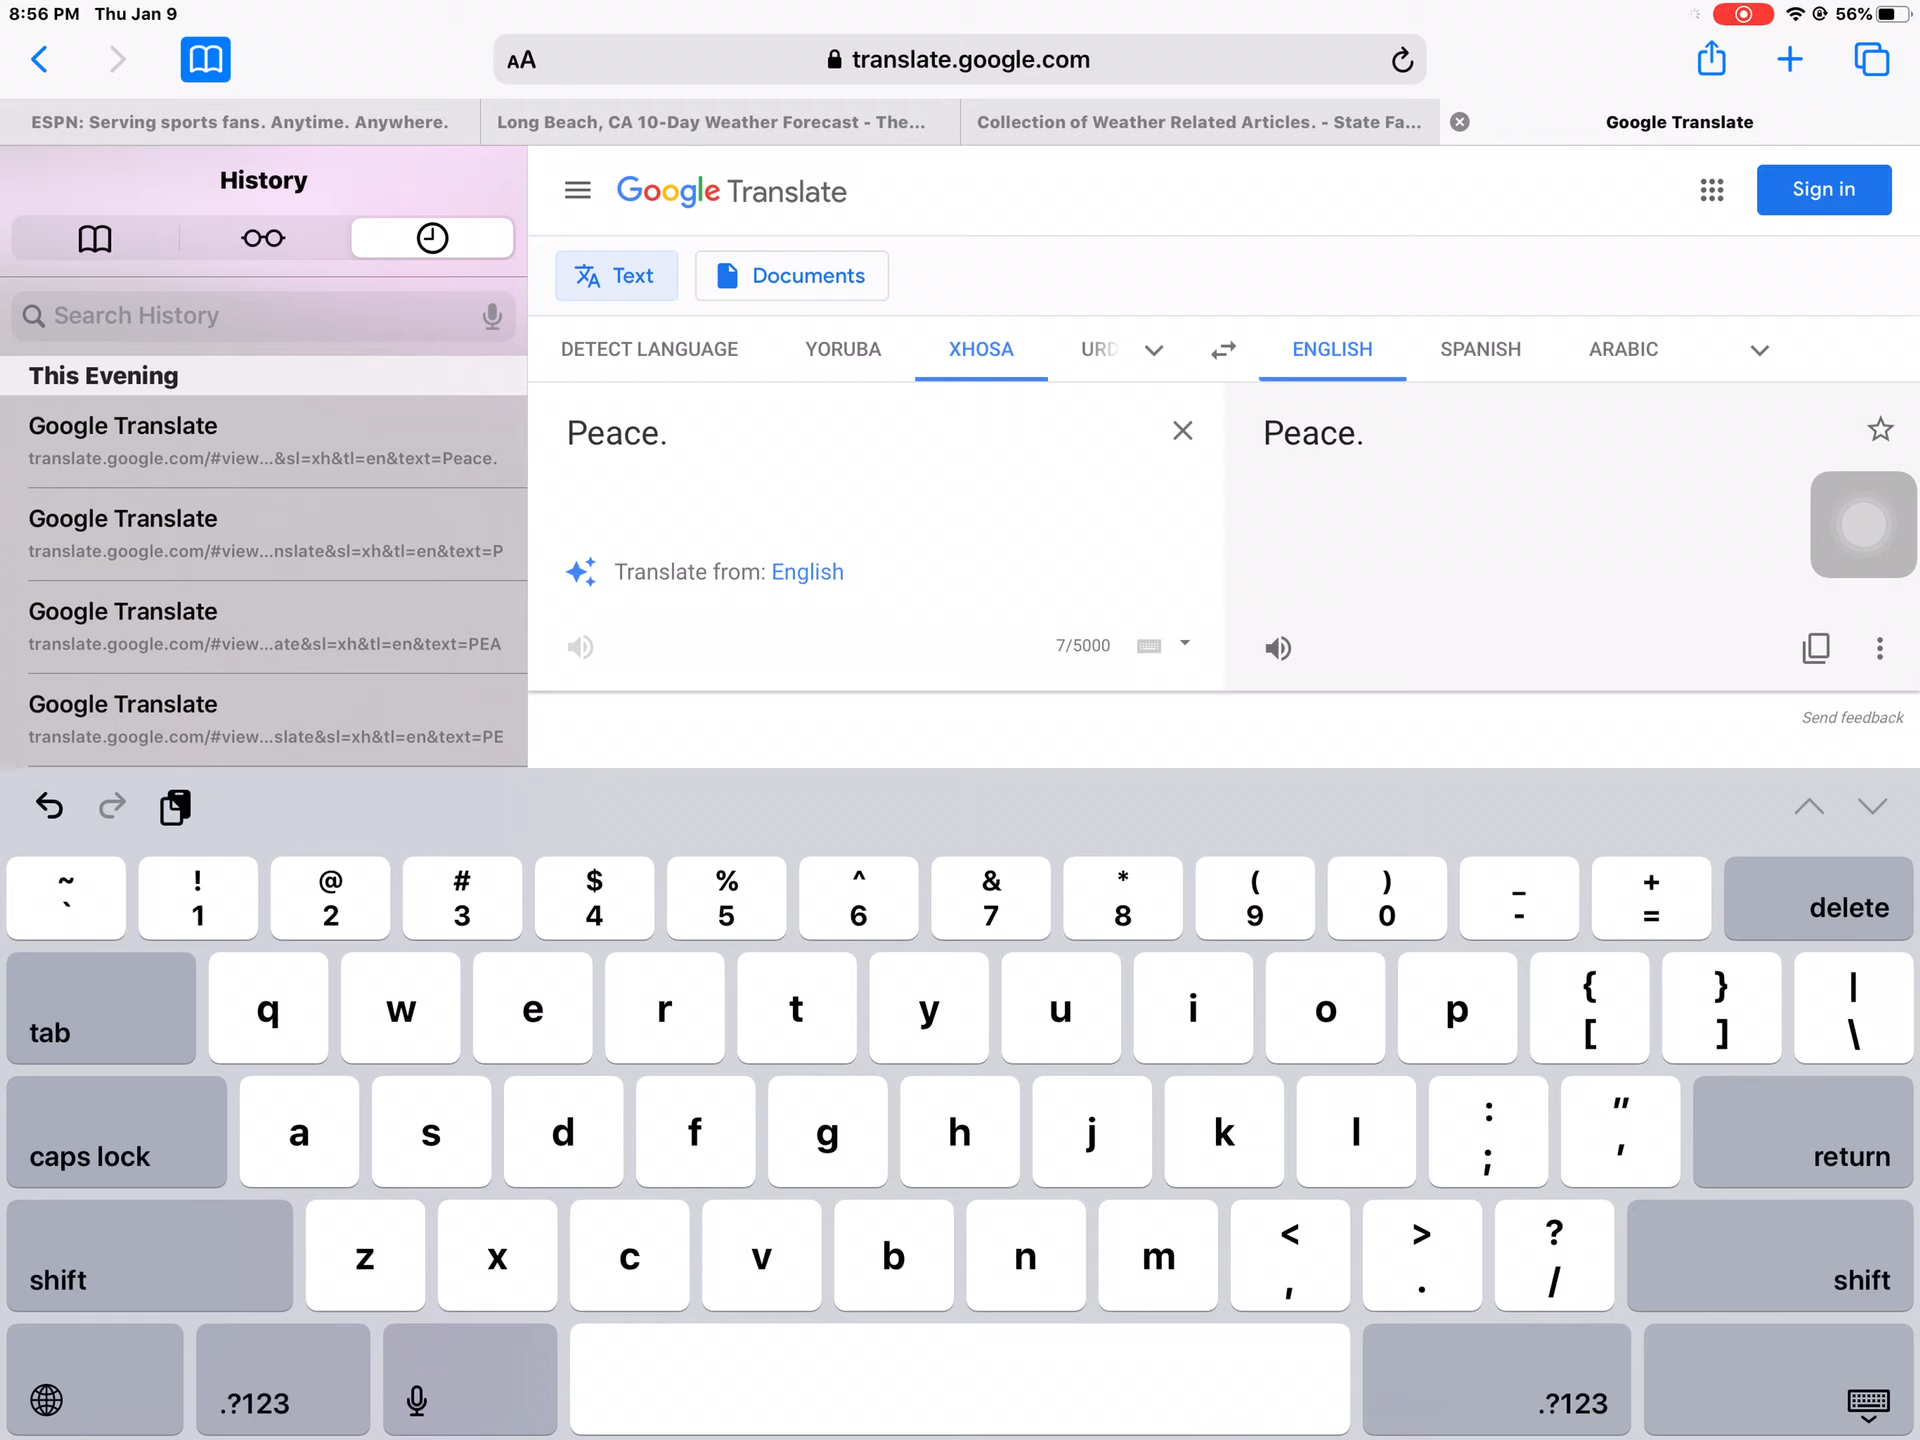 8:56 PM Thu Jan 9
56%
AA translate.google.com
ESPN: Serving sports fans. Anytime. Anywhere.
Long Beach, CA 10-Day Weather Forecast - The...
Collection of Weather Related Articles. - State Fa...
Google Translate
History
Search History
This Evening
Google Translate
translate.google.com/#view...&sl=xh&tl=en&text=Peace.
Google Translate
translate.google.com/#view...nslate&sl=xh&tl=en&text=P
Google Translate
translate.google.com/#view...ate&sl=xh&tl=en&text=PEA
Google Translate
translate.google.com/#view...slate&sl=xh&tl=en&text=PE
Google Translate
Sign in
Text
Documents
DETECT LANGUAGE YORUBA XHOSA URD
ENGLISH SPANISH ARABIC
Peace.
Translate from: English
7/5000
Peace.
Send feedback
~ ! @ # $ % ^ & * ( ) _ +
` 1 2 3 4 5 6 7 8 9 0 - = delete
tab q w e r t y u i o p { [ } ] | \
caps lock a s d f g h j k l : ; " ' return
shift z x c v b n m < , > . ? / shift
.?123 .?123